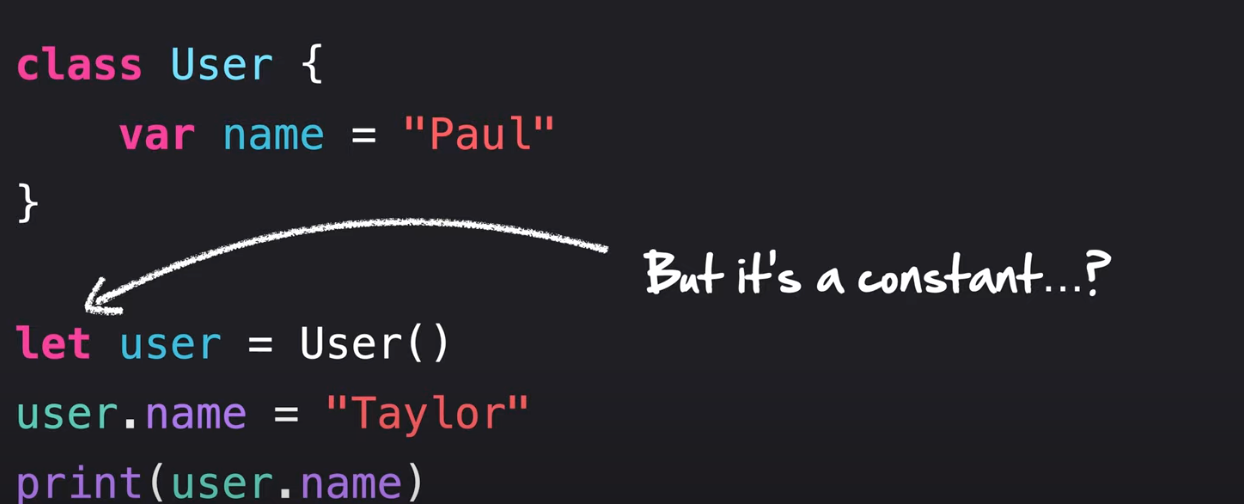 class User {
    var name = "Paul"
}
But it's a constant...?
let user = User()
user.name = "Taylor"
print(user.name)